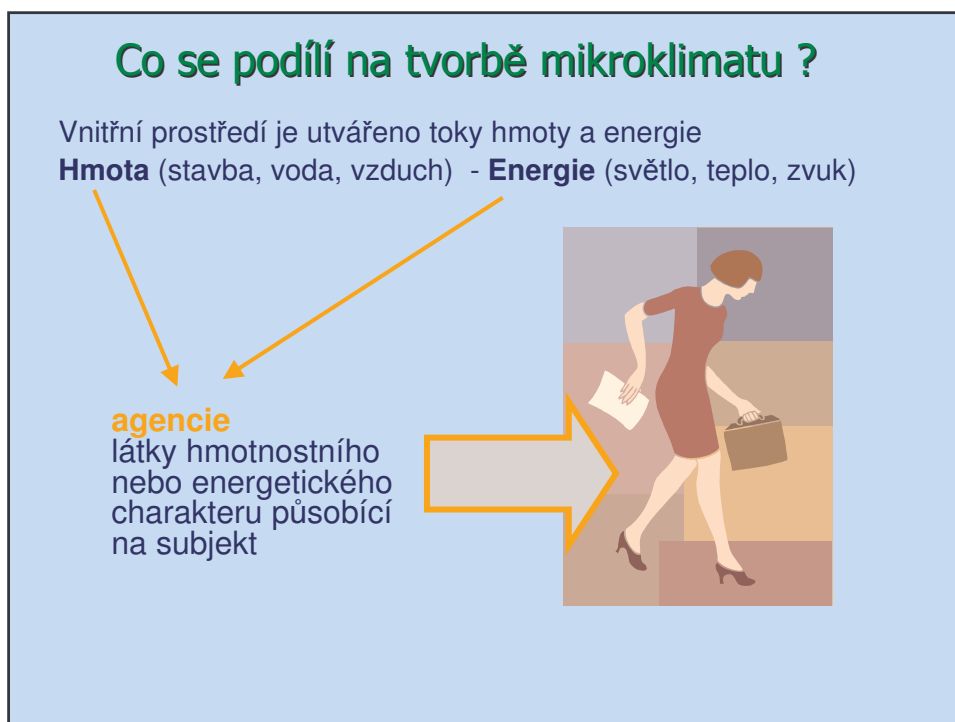 Co se podílí na tvorbě mikroklimatu ?
Vnitřní prostředí je utvářeno toky hmoty a energie
Hmota (stavba, voda, vzduch) - Energie (světlo, teplo, zvuk)
agencie
látky hmotnostního
nebo energetického
charakteru působící
na subjekt